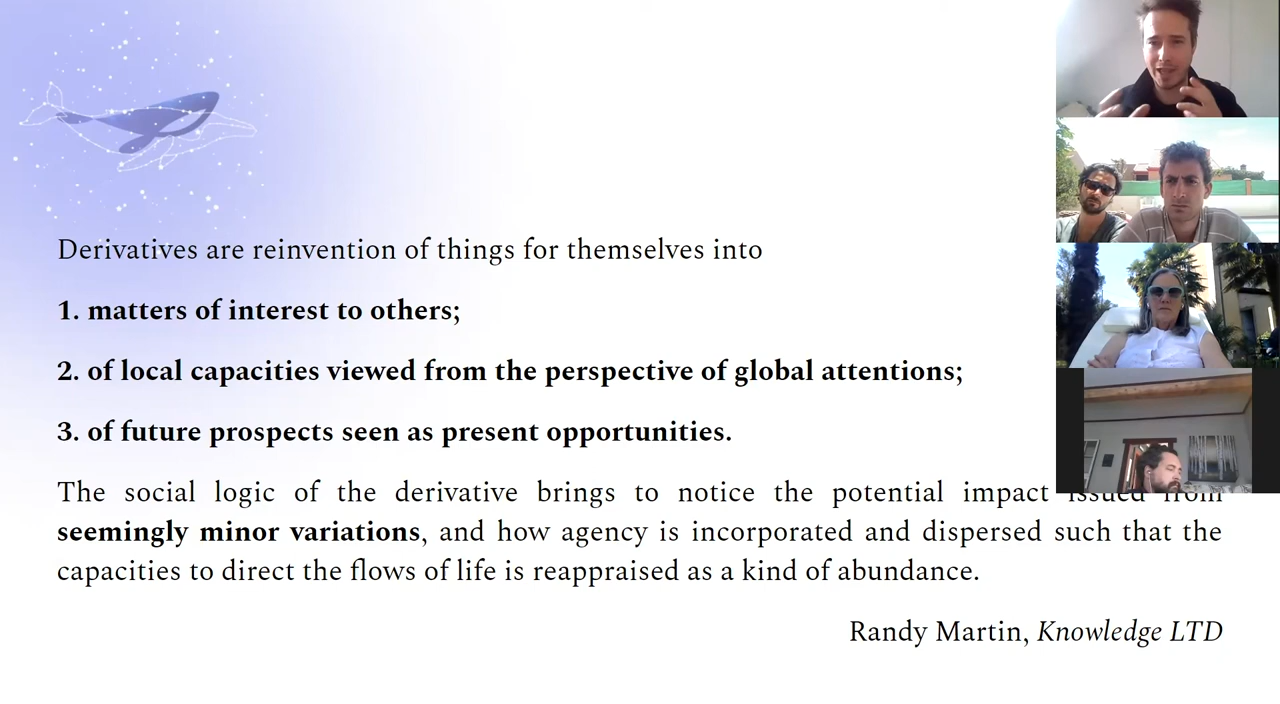 Derivatives are reinvention of things for themselves into
1. matters of interest to others;
2. of local capacities viewed from the perspective of global attentions;
3. of future prospects seen as present opportunities.
The social logic of the derivative brings to notice the potential impact issued from
seemingly minor variations, and how agency is incorporated and dispersed such that the
capacities to direct the flows of life is reappraised as a kind of abundance.
Randy Martin, Knowledge LTD